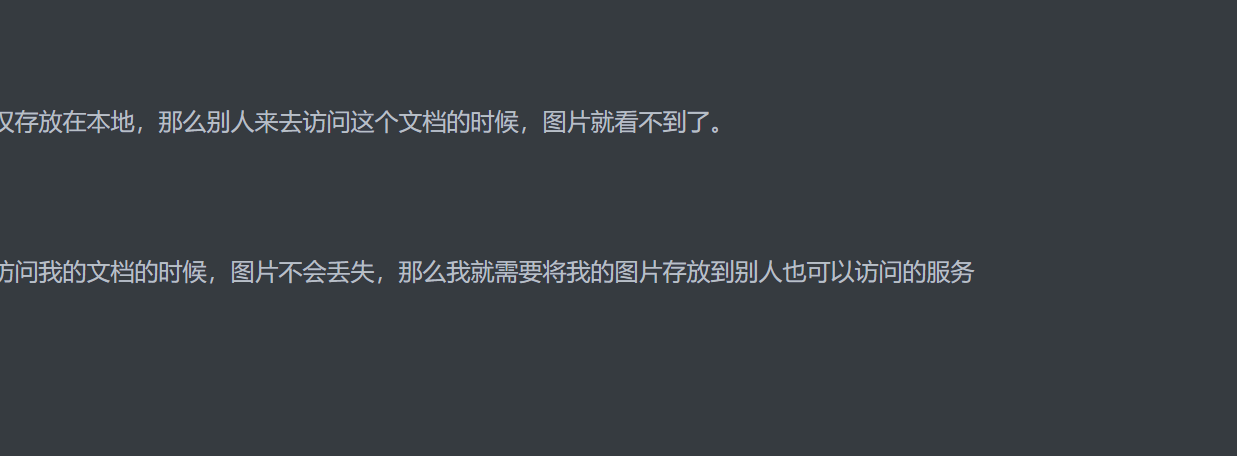 仅存放在本地，那么别人来去访问这个文档的时候，图片就看不到了。
访问我的文档的时候，图片不会丢失，那么我就需要将我的图片存放到别人也可以访问的服务